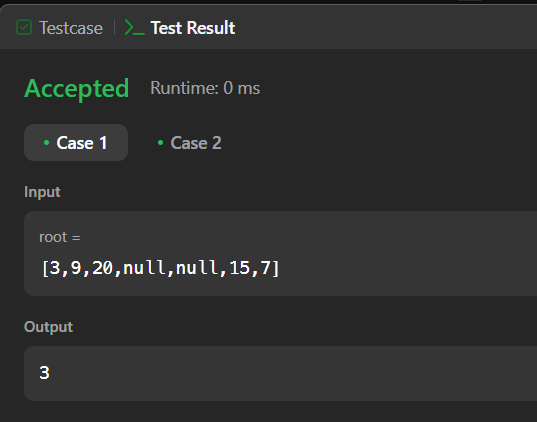 Testcase Test Result
Accepted Runtime: 0 ms
Case 1 Case 2
Input
root =
[3,9,20,null,null,15,7]
Output
3